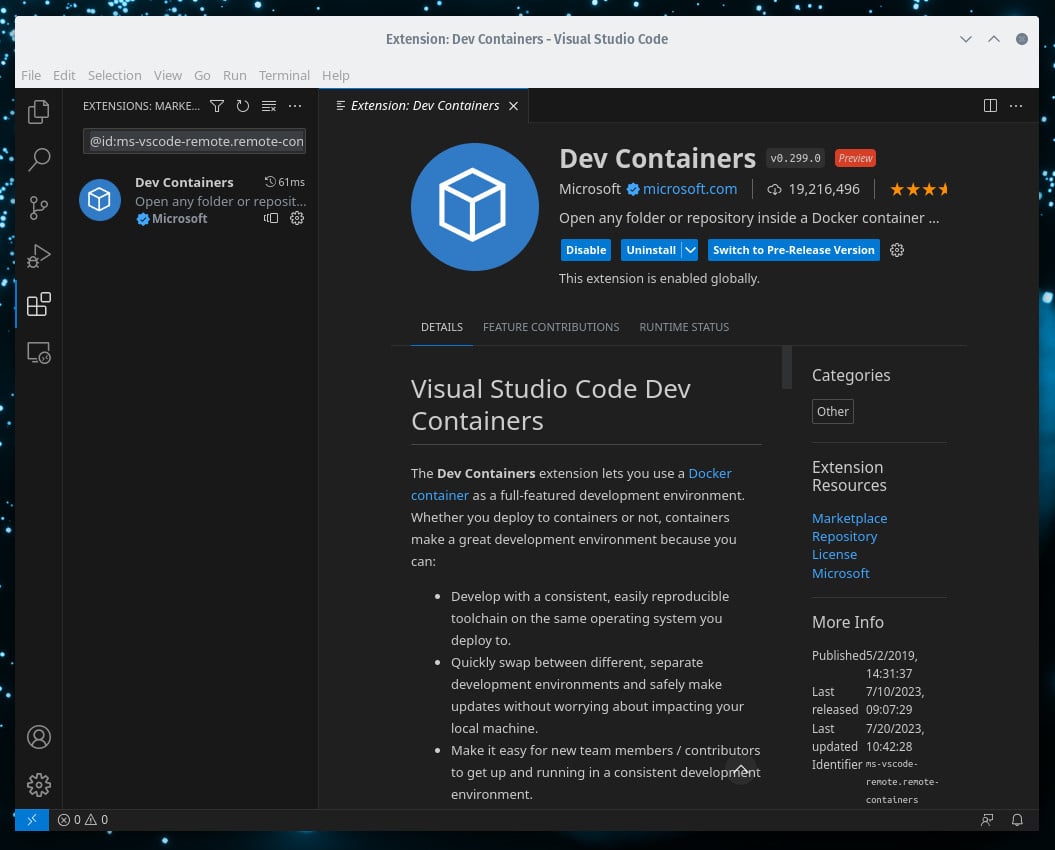 Extension: Dev Containers - Visual Studio Code
File Edit Selection View Go Run Terminal Help
EXTENSIONS: MARKE...
@id:ms-vscode-remote.remote-con
Dev Containers 61ms
Open any folder or reposit...
Microsoft
Extension: Dev Containers
Dev Containers v0.299.0 Preview
Microsoft microsoft.com 19,216,496
Open any folder or repository inside a Docker container ...
Disable Uninstall Switch to Pre-Release Version
This extension is enabled globally.
DETAILS FEATURE CONTRIBUTIONS RUNTIME STATUS
Visual Studio Code Dev
Containers
The Dev Containers extension lets you use a Docker
container as a full-featured development environment.
Whether you deploy to containers or not, containers
make a great development environment because you
can:
• Develop with a consistent, easily reproducible
toolchain on the same operating system you
deploy to.
• Quickly swap between different, separate
development environments and safely make
updates without worrying about impacting your
local machine.
• Make it easy for new team members / contributors
to get up and running in a consistent development
environment.
Categories
Other
Extension
Resources
Marketplace
Repository
License
Microsoft
More Info
Published 5/2/2019,
14:31:37
Last 7/10/2023,
released 09:07:29
Last 7/20/2023,
updated 10:42:28
Identifier ms-vscode-
remote.remote-
containers
0 0